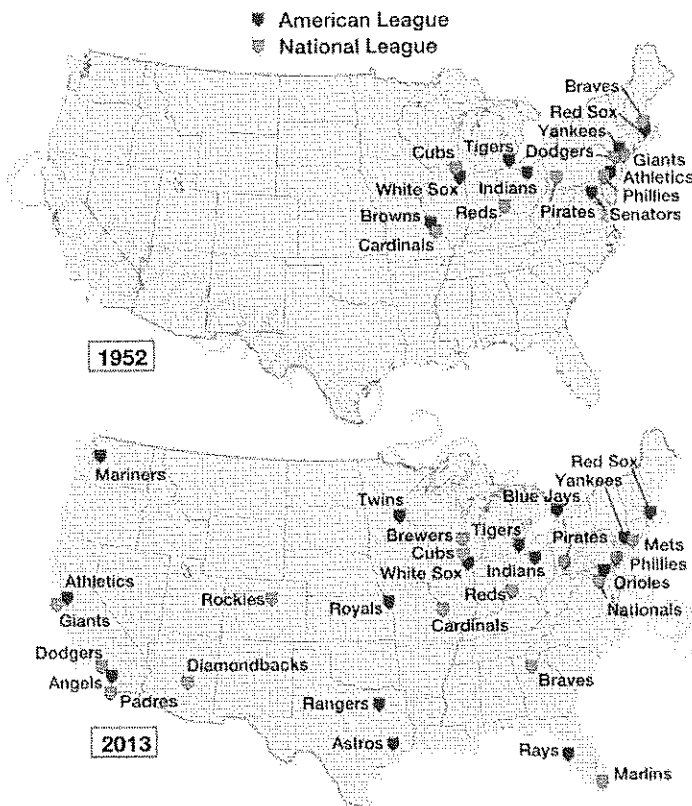 American League
National League
Braves
Red Sox
Yankees
Tigers
Dodgers
Cubs
Giants
Athletics
White Sox
Indians
Phillies
Browns
Reds
Pirates
Senators
Cardinals
1952
Red Sox
Yankees
Mariners
Twins
Blue Jays
Brewers
Tigers
Pirates
Mets
Cubs
White Sox
Indians
Phillies
Athletics
Rockies
Royals
Reds
Orioles
Giants
Cardinals
Nationals
Dodgers
Diamondbacks
Angels
Braves
Padres
Rangers
2013
Astros
Rays
Marlins